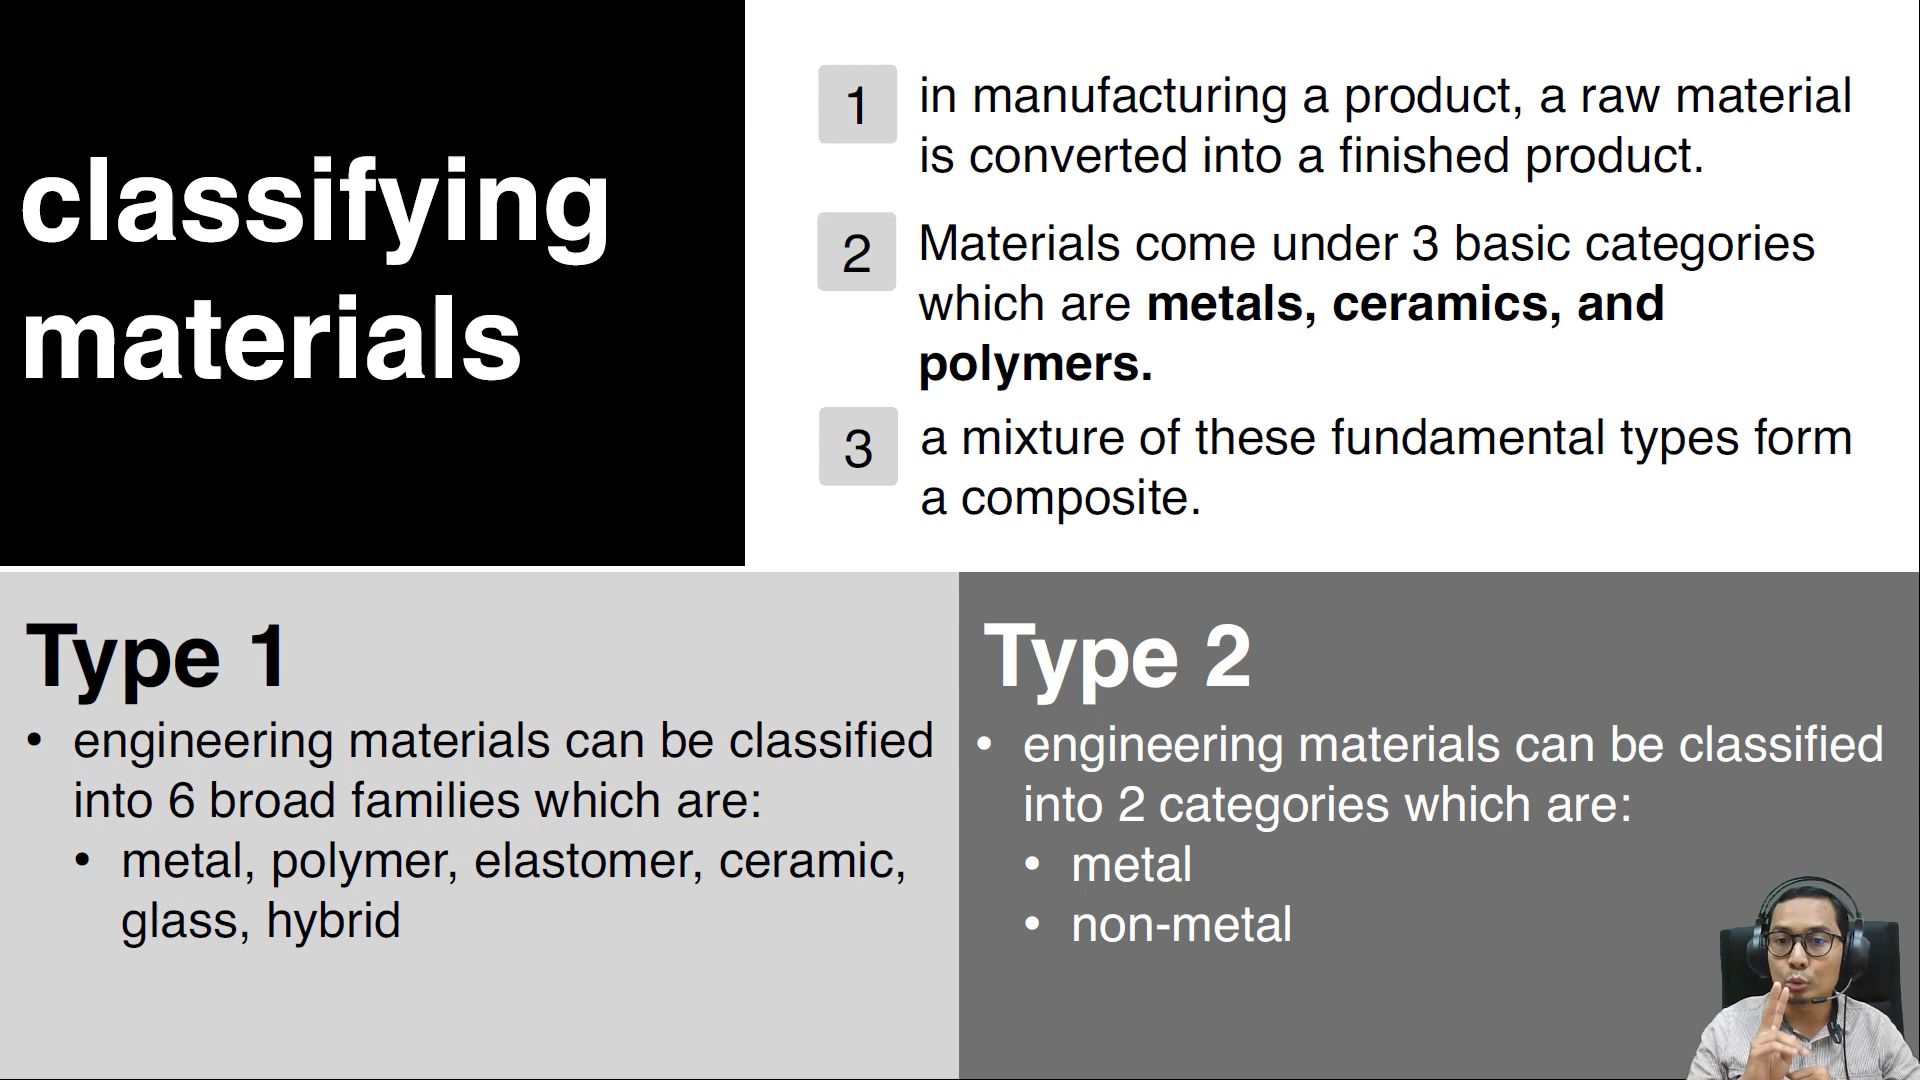 classifying
materials
1
in manufacturing a product, a raw material
is converted into a finished product.
2
Materials come under 3 basic categories
which are metals, ceramics, and
polymers.
3
a mixture of these fundamental types form
a composite.
Type 1
• engineering materials can be classified
into 6 broad families which are:
• metal, polymer, elastomer, ceramic,
glass, hybrid
Type 2
• engineering materials can be classified
into 2 categories which are:
• metal
• non-metal